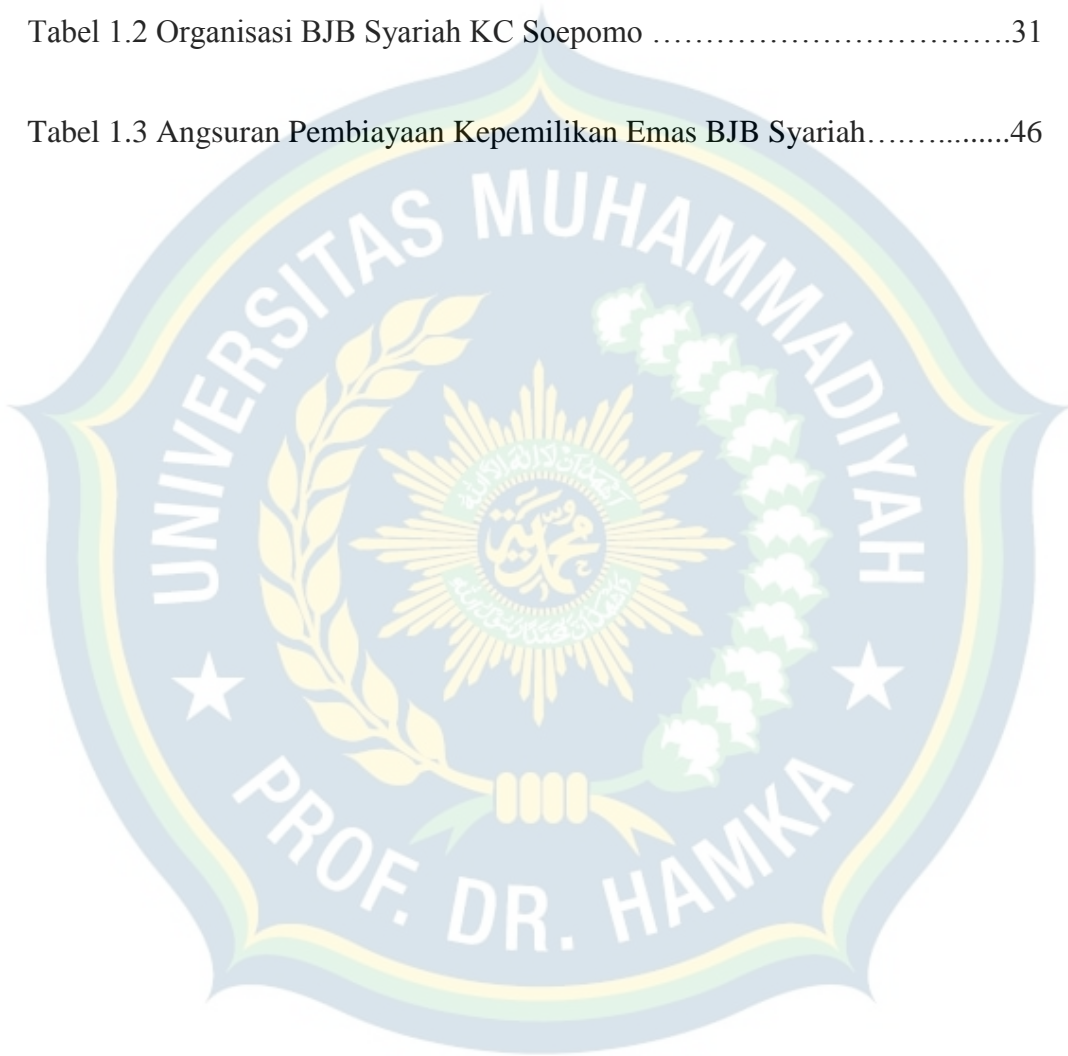 Tabel 1.2 Organisasi BJB Syariah KC Soepomo …………………………….31
Tabel 1.3 Angsuran Pembiayaan Kepemilikan Emas BJB Syariah…….........46
UNIVERSITAS MUHAMMADIYAH
PROF. DR. HAMKA
محمدية